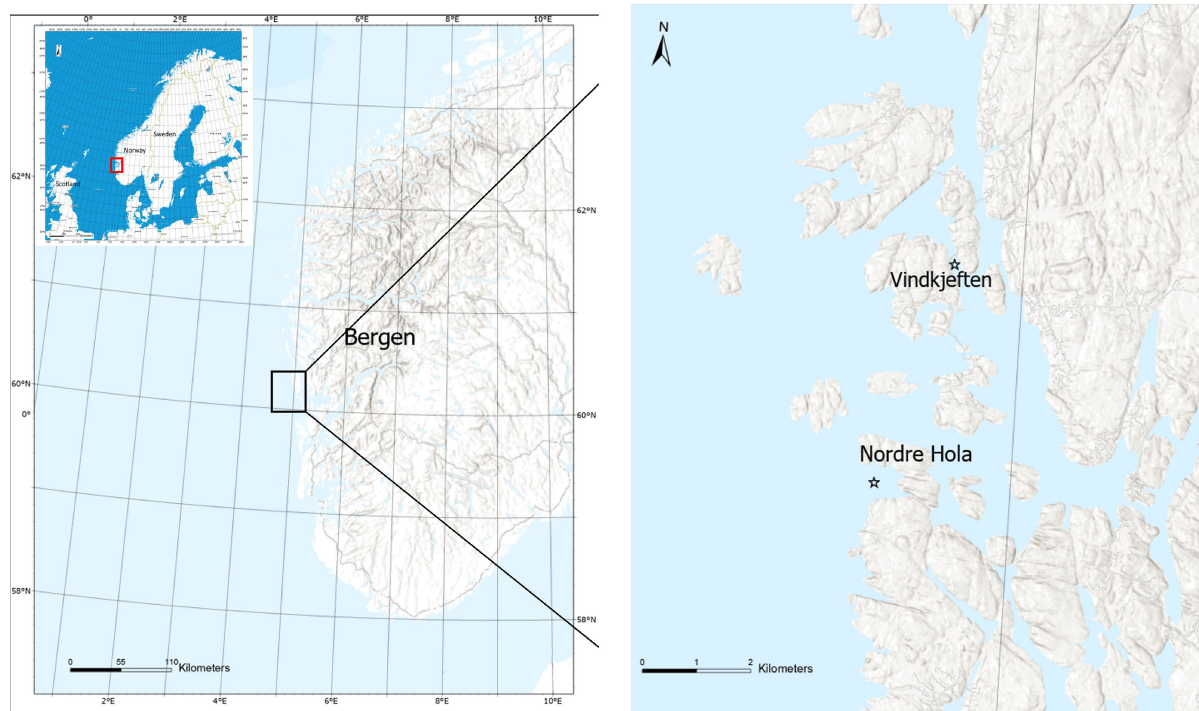 0°
2°E
4°E
6°E
8°E
10°E
N
Sweden
Norway
Scotland
62°N
62°N
Vindkjeften
Bergen
60°N
0°
60°N
Nordre Hola
58°N
58°N
0 55 110 Kilometers
0 1 2 Kilometers
2°E
4°E
6°E
8°E
10°E